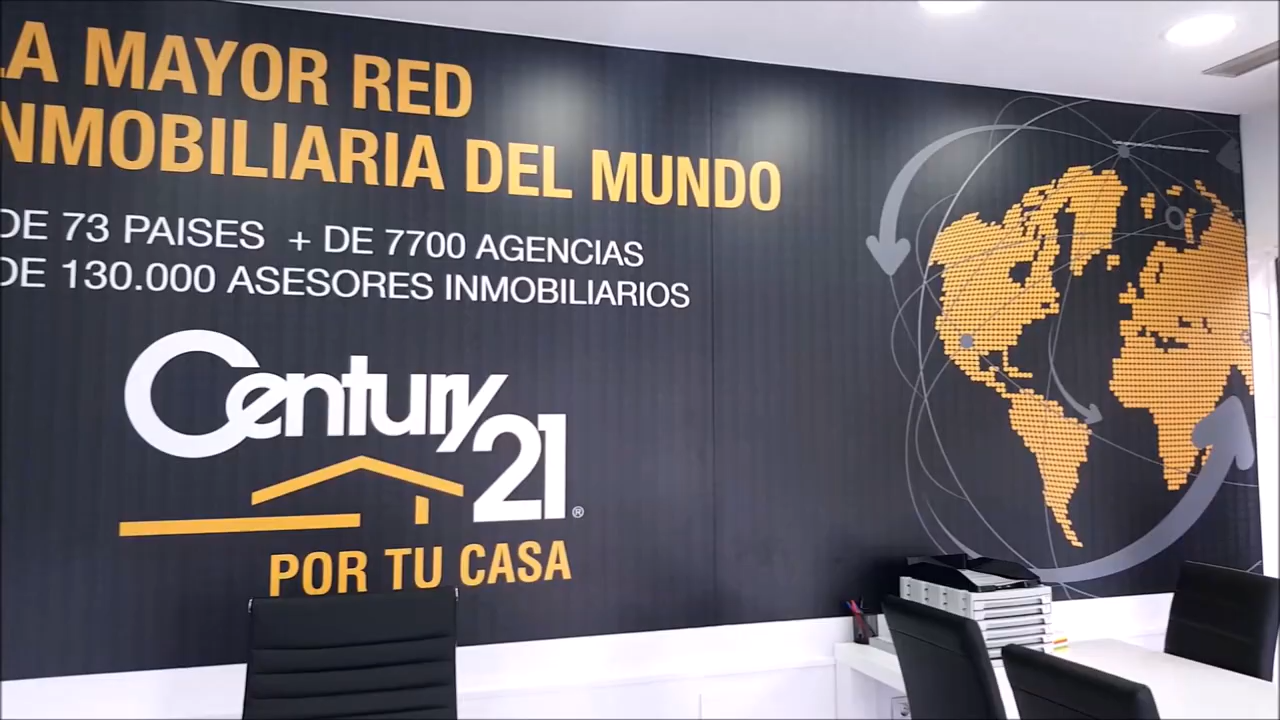 LA MAYOR RED
INMOBILIARIA DEL MUNDO
DE 73 PAISES + DE 7700 AGENCIAS
DE 130.000 ASESORES INMOBILIARIOS
Century
21®
POR TU CASA